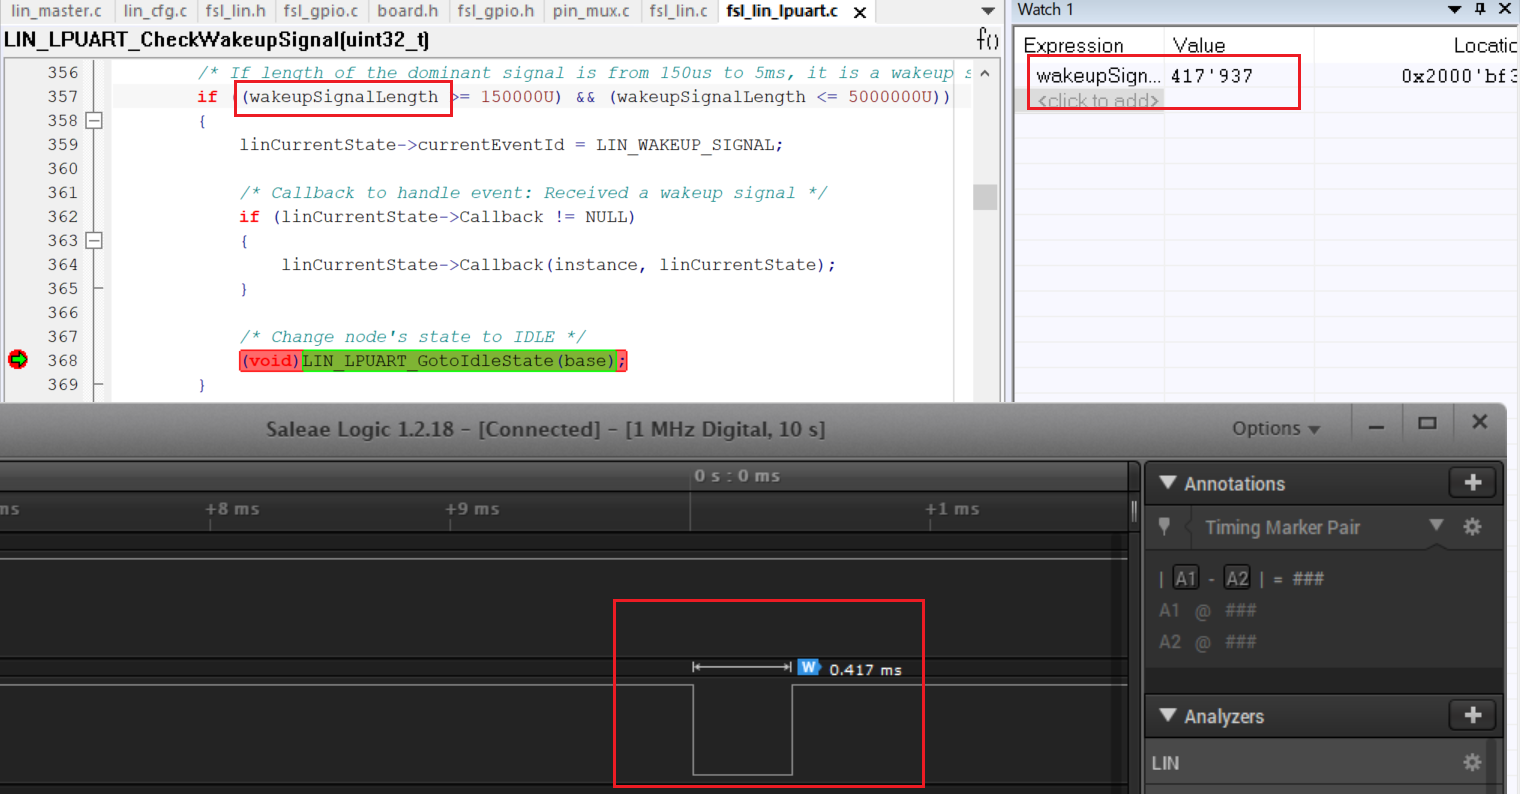 lin_master.c lin_cfg.c fsl_lin.h fsl_gpio.c board.h fsl_gpio.h pin_mux.c fsl_lin.c fsl_lin_lpuart.c
LIN_LPUART_CheckWakeupSignal(uint32_t) f()
356 /* If length of the dominant signal is from 150us to 5ms, it is a wakeup s
357 if ((wakeupSignalLength >= 150000U) && (wakeupSignalLength <= 5000000U))
358 {
359 linCurrentState->currentEventId = LIN_WAKEUP_SIGNAL;
360
361 /* Callback to handle event: Received a wakeup signal */
362 if (linCurrentState->Callback != NULL)
363 {
364 linCurrentState->Callback(instance, linCurrentState);
365 }
366
367 /* Change node's state to IDLE */
368 (void)LIN_LPUART_GotoIdleState(base);
369 }
Watch 1
Expression Value Locatio
wakeupSign... 417'937 0x2000'bf3
<click to add>
Saleae Logic 1.2.18 - [Connected] - [1 MHz Digital, 10 s]
Options
0 s : 0 ms
ms +8 ms +9 ms +1 ms
W 0.417 ms
Annotations
Timing Marker Pair
| A1 - A2 | = ###
A1 @ ###
A2 @ ###
Analyzers
LIN